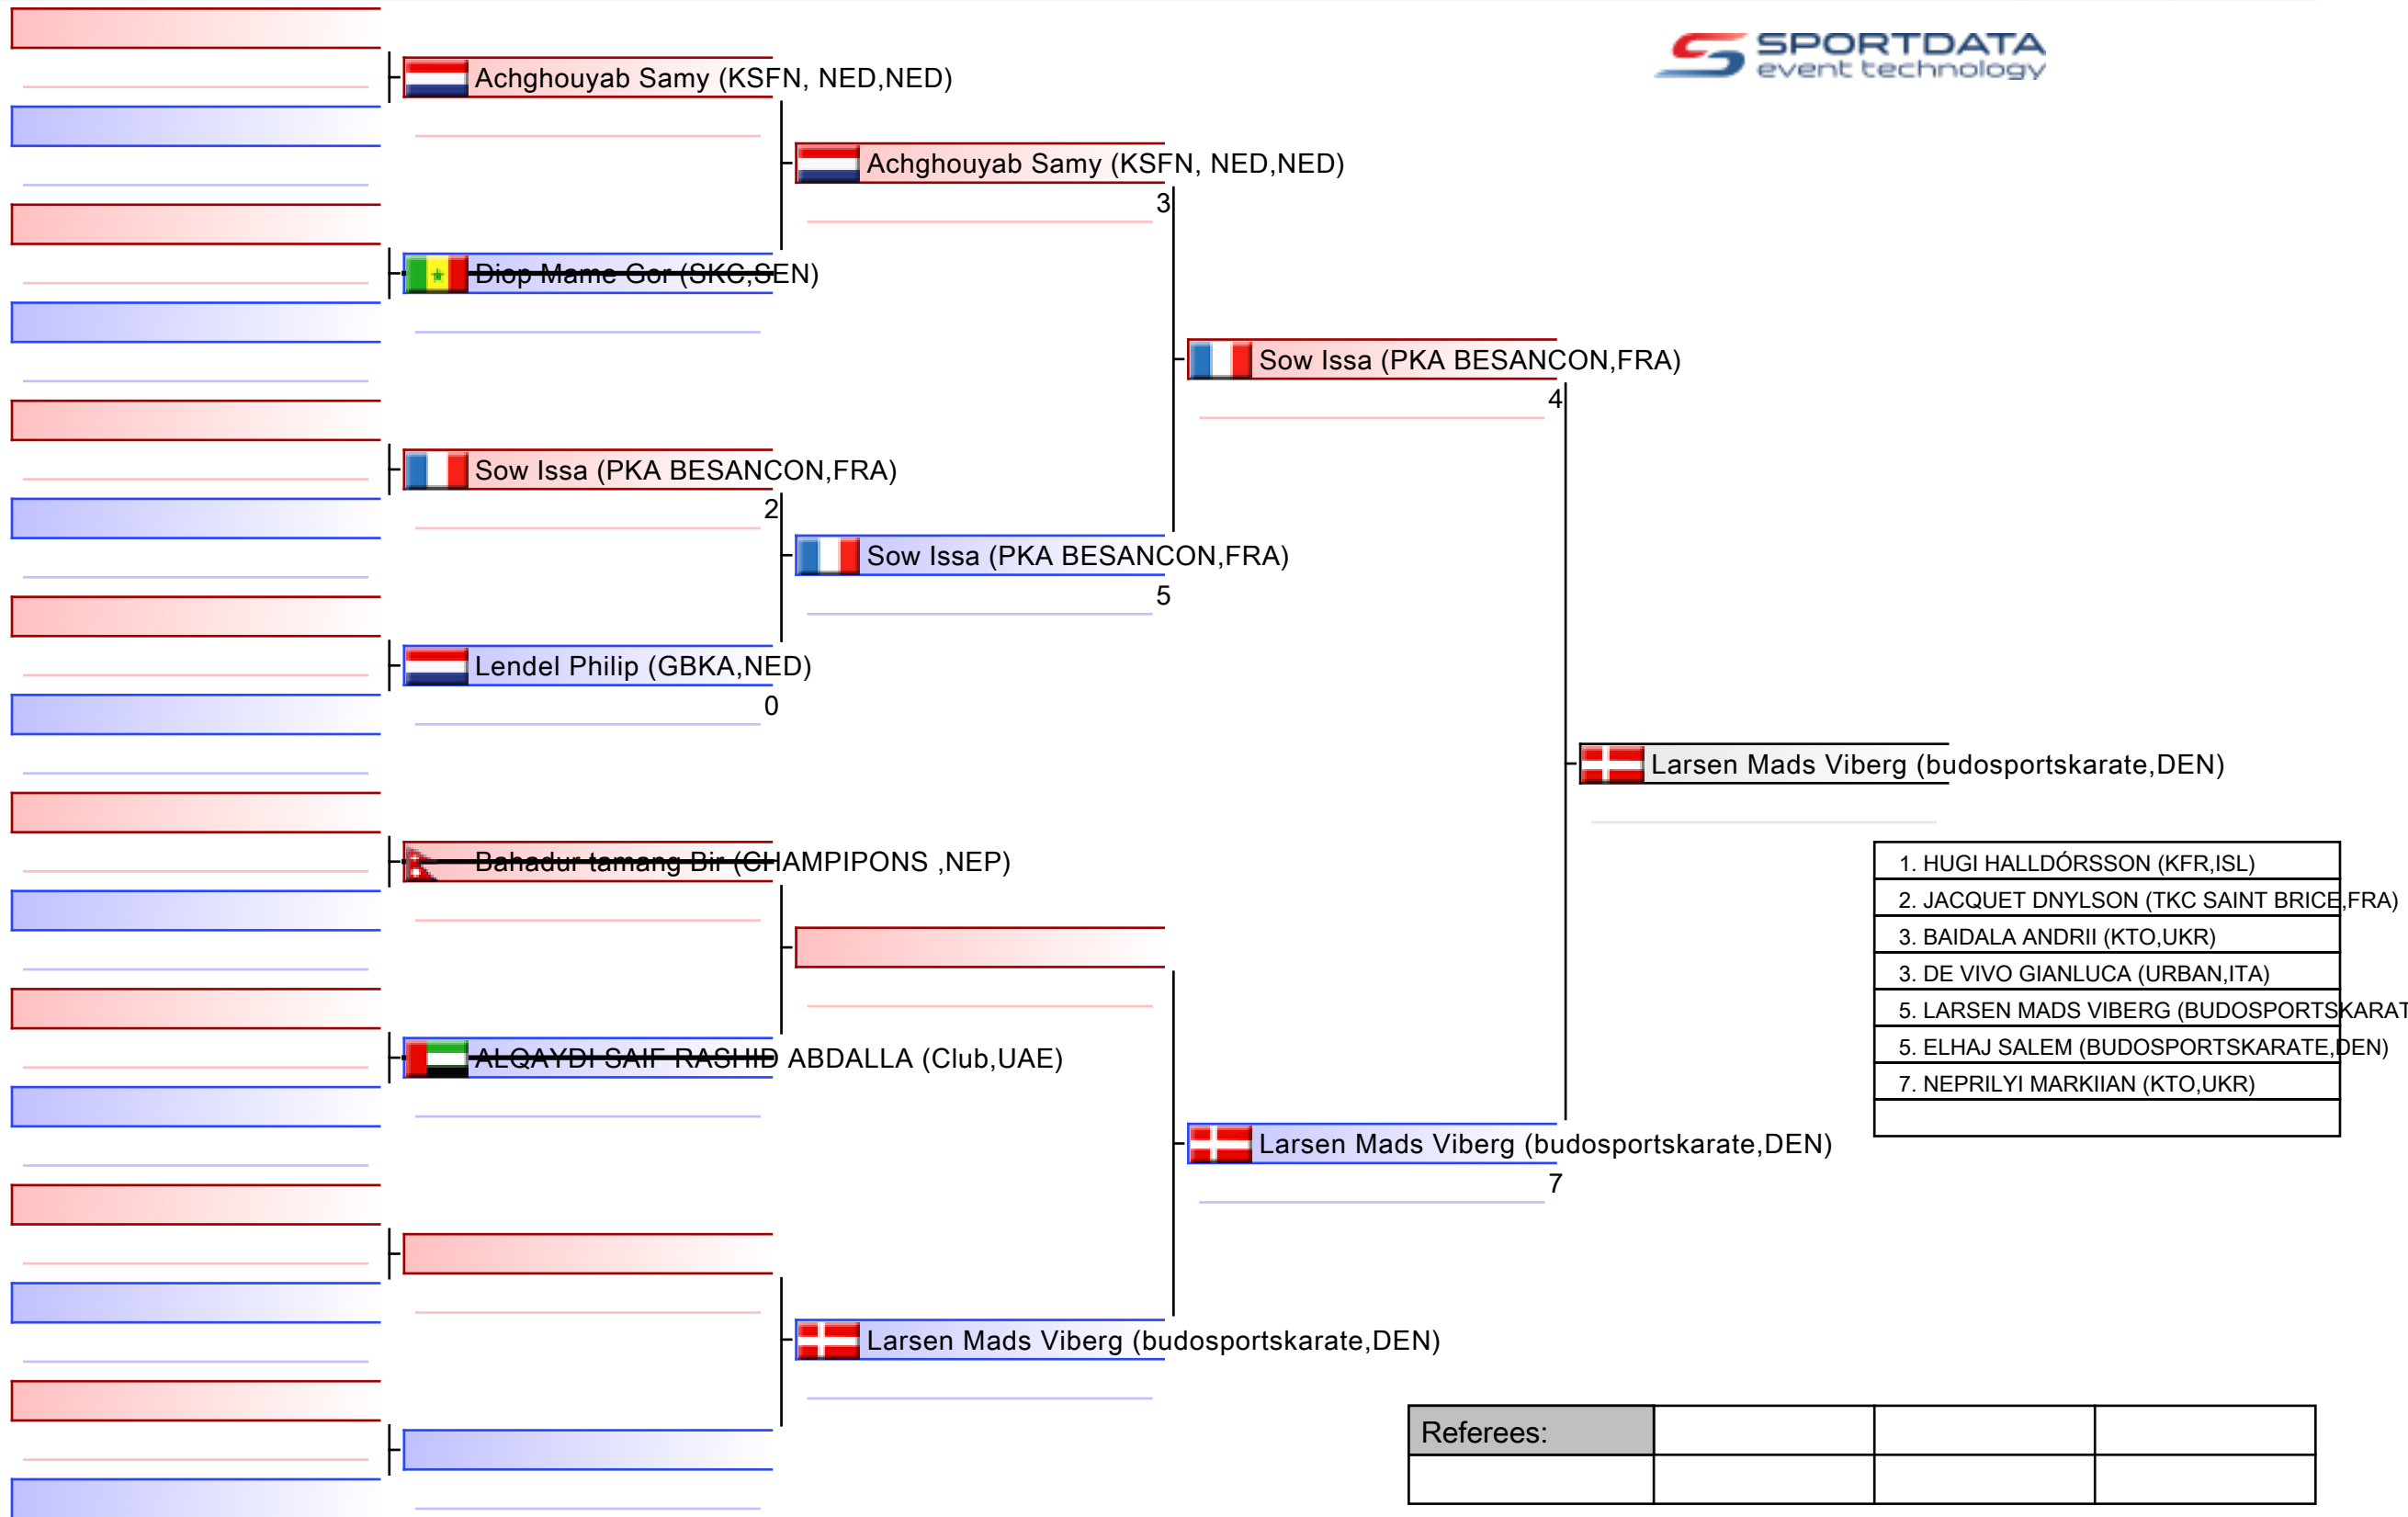 SPORTDATA
event technology
Achghouyab Samy (KSFN, NED,NED)
Achghouyab Samy (KSFN, NED,NED)
3
Diop Mame Gor (SKC,SEN)
Sow Issa (PKA BESANCON,FRA)
4
Sow Issa (PKA BESANCON,FRA)
2
Sow Issa (PKA BESANCON,FRA)
5
Lendel Philip (GBKA,NED)
0
Larsen Mads Viberg (budosportskarate,DEN)
Bahadur tamang Bir (CHAMPIPONS ,NEP)
1. HUGI HALLDÓRSSON (KFR,ISL)
2. JACQUET DNYLSON (TKC SAINT BRICE,FRA)
3. BAIDALA ANDRII (KTO,UKR)
3. DE VIVO GIANLUCA (URBAN,ITA)
5. LARSEN MADS VIBERG (BUDOSPORTSKARAT
5. ELHAJ SALEM (BUDOSPORTSKARATE,DEN)
7. NEPRILYI MARKIIAN (KTO,UKR)
ALQAYDI SAIF RASHID ABDALLA (Club,UAE)
Larsen Mads Viberg (budosportskarate,DEN)
7
Larsen Mads Viberg (budosportskarate,DEN)
Referees: